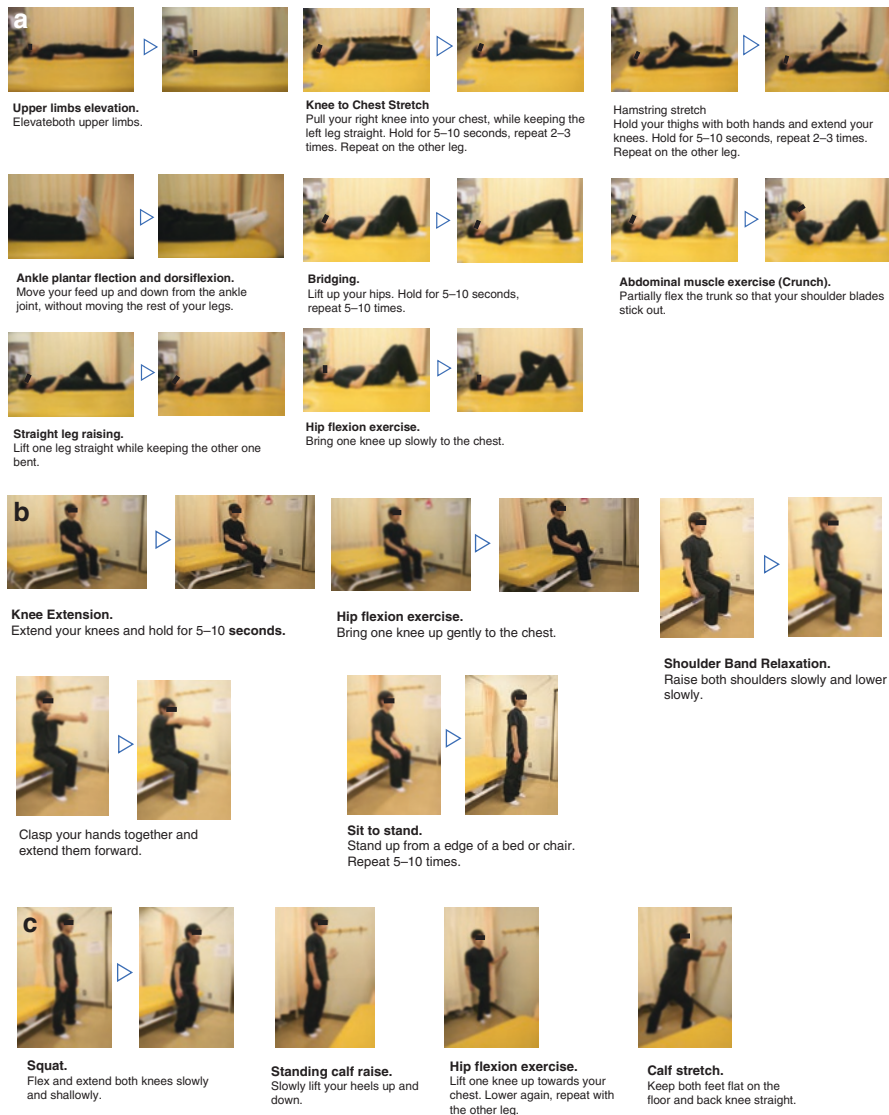 a
Upper limbs elevation.
Elevateboth upper limbs.
Knee to Chest Stretch
Pull your right knee into your chest, while keeping the
left leg straight. Hold for 5–10 seconds, repeat 2–3
times. Repeat on the other leg.
Hamstring stretch
Hold your thighs with both hands and extend your
knees. Hold for 5–10 seconds, repeat 2–3 times.
Repeat on the other leg.
Ankle plantar flection and dorsiflexion.
Move your feed up and down from the ankle
joint, without moving the rest of your legs.
Bridging.
Lift up your hips. Hold for 5–10 seconds,
repeat 5–10 times.
Abdominal muscle exercise (Crunch).
Partially flex the trunk so that your shoulder blades
stick out.
Straight leg raising.
Lift one leg straight while keeping the other one
bent.
Hip flexion exercise.
Bring one knee up slowly to the chest.
b
Knee Extension.
Extend your knees and hold for 5–10 seconds.
Hip flexion exercise.
Bring one knee up gently to the chest.
Shoulder Band Relaxation.
Raise both shoulders slowly and lower
slowly.
Clasp your hands together and
extend them forward.
Sit to stand.
Stand up from a edge of a bed or chair.
Repeat 5–10 times.
c
Squat.
Flex and extend both knees slowly
and shallowly.
Standing calf raise.
Slowly lift your heels up and
down.
Hip flexion exercise.
Lift one knee up towards your
chest. Lower again, repeat with
the other leg.
Calf stretch.
Keep both feet flat on the
floor and back knee straight.